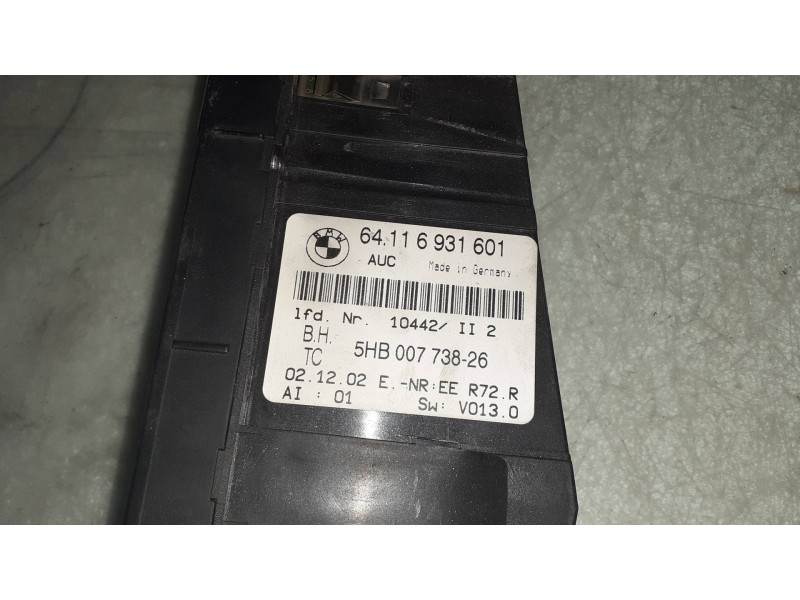 BMW
64.11 6 931 601
AUC Made in Germany
lfd. Nr. 10442/ II 2
B.H.
TC 5HB 007 738-26
02.12.02 E.-NR:EE R72.R
AI : 01 Sw: V013.0